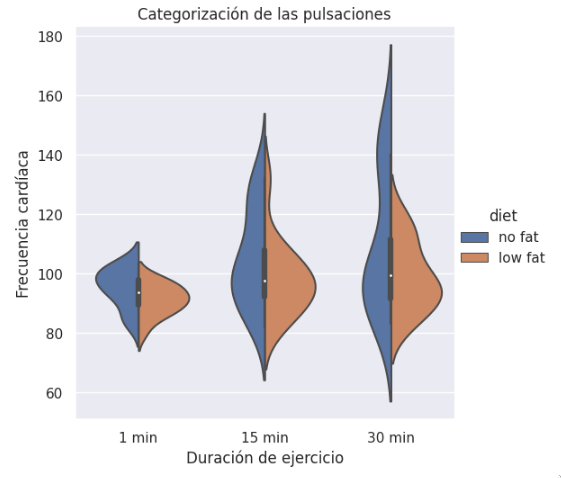 Categorización de las pulsaciones
180
160
140
120
100
80
60
Frecuencia cardíaca
1 min
15 min
30 min
Duración de ejercicio
diet
no fat
low fat